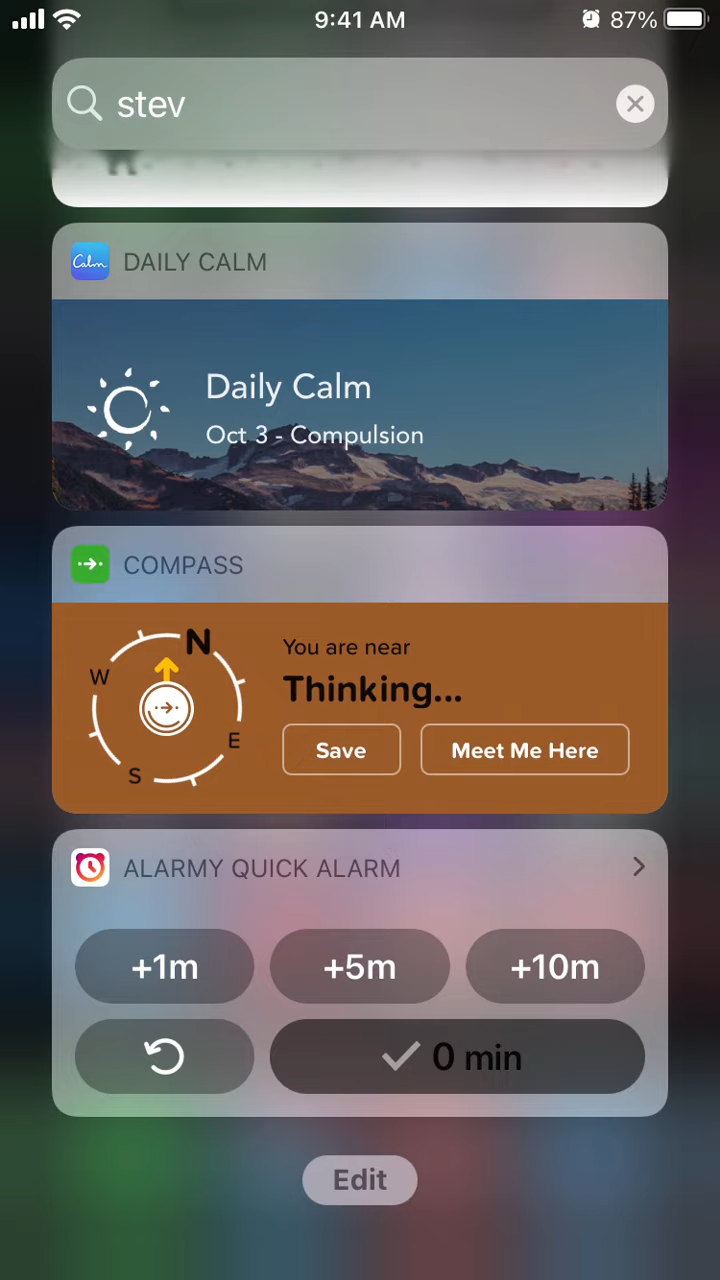 9:41 AM
87%
stev
Calm
DAILY CALM
Daily Calm
Oct 3 - Compulsion
COMPASS
N
W
E
S
You are near
Thinking...
Save
Meet Me Here
ALARMY QUICK ALARM
+1m
+5m
+10m
0 min
Edit